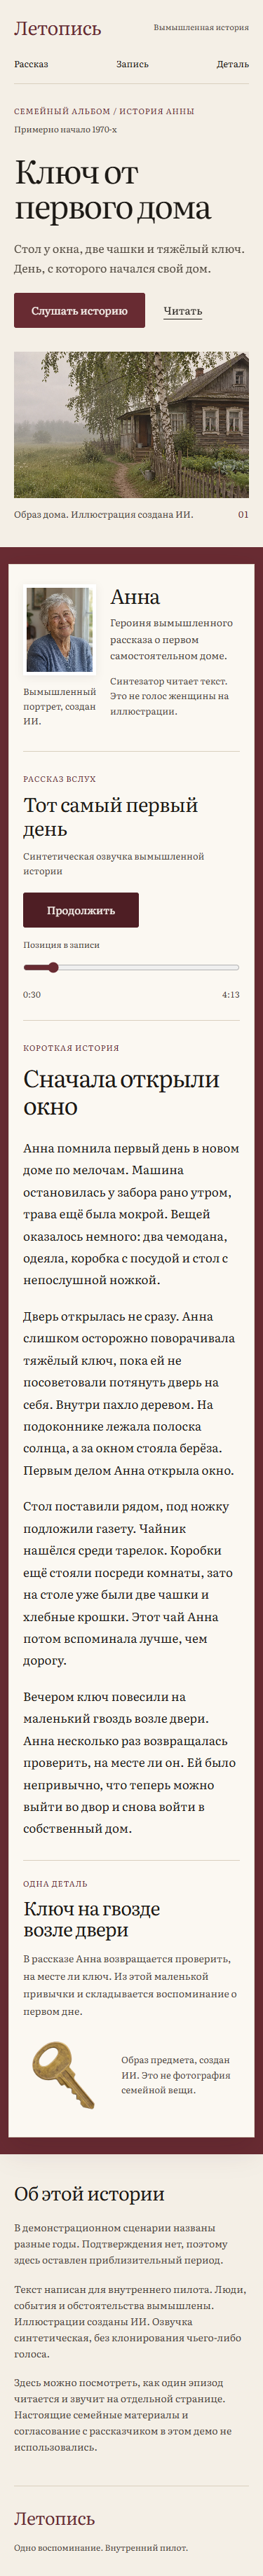 Летопись
Вымышленная история
Рассказ
Запись
Деталь
СЕМЕЙНЫЙ АЛЬБОМ / ИСТОРИЯ АННЫ
Примерно начало 1970-х
Ключ от
первого дома
Стол у окна, две чашки и тяжёлый ключ.
День, с которого начался свой дом.
Слушать историю
Читать
Образ дома. Иллюстрация создана ИИ.
01
Анна
Героиня вымышленного
рассказа о первом
самостоятельном доме.
Синтезатор читает текст.
Это не голос женщины на
иллюстрации.
Вымышленный
портрет, создан
ИИ.
РАССКАЗ ВСЛУХ
Тот самый первый
день
Синтетическая озвучка вымышленной
истории
Продолжить
Позиция в записи
0:30
4:13
КОРОТКАЯ ИСТОРИЯ
Сначала открыли
окно
Анна помнила первый день в новом
доме по мелочам. Машина
остановилась у забора рано утром,
трава ещё была мокрой. Вещей
оказалось немного: два чемодана,
одеяла, коробка с посудой и стол с
непослушной ножкой.
Дверь открылась не сразу. Анна
слишком осторожно поворачивала
тяжёлый ключ, пока ей не
посоветовали потянуть дверь на
себя. Внутри пахло деревом. На
подоконнике лежала полоска
солнца, а за окном стояла берёза.
Первым делом Анна открыла окно.
Стол поставили рядом, под ножку
подложили газету. Чайник
нашёлся среди тарелок. Коробки
ещё стояли посреди комнаты, зато
на столе уже были две чашки и
хлебные крошки. Этот чай Анна
потом вспоминала лучше, чем
дорогу.
Вечером ключ повесили на
маленький гвоздь возле двери.
Анна несколько раз возвращалась
проверить, на месте ли он. Ей было
непривычно, что теперь можно
выйти во двор и снова войти в
собственный дом.
ОДНА ДЕТАЛЬ
Ключ на гвозде
возле двери
В рассказе Анна возвращается проверить,
на месте ли ключ. Из этой маленькой
привычки и складывается воспоминание о
первом дне.
Образ предмета, создан
ИИ. Это не фотография
семейной вещи.
Об этой истории
В демонстрационном сценарии названы
разные годы. Подтверждения нет, поэтому
здесь оставлен приблизительный период.
Текст написан для внутреннего пилота. Люди,
события и обстоятельства вымышлены.
Иллюстрации созданы ИИ. Озвучка
синтетическая, без клонирования чьего-либо
голоса.
Здесь можно посмотреть, как один эпизод
читается и звучит на отдельной странице.
Настоящие семейные материалы и
согласование с рассказчиком в этом демо не
использовались.
Летопись
Одно воспоминание. Внутренний пилот.